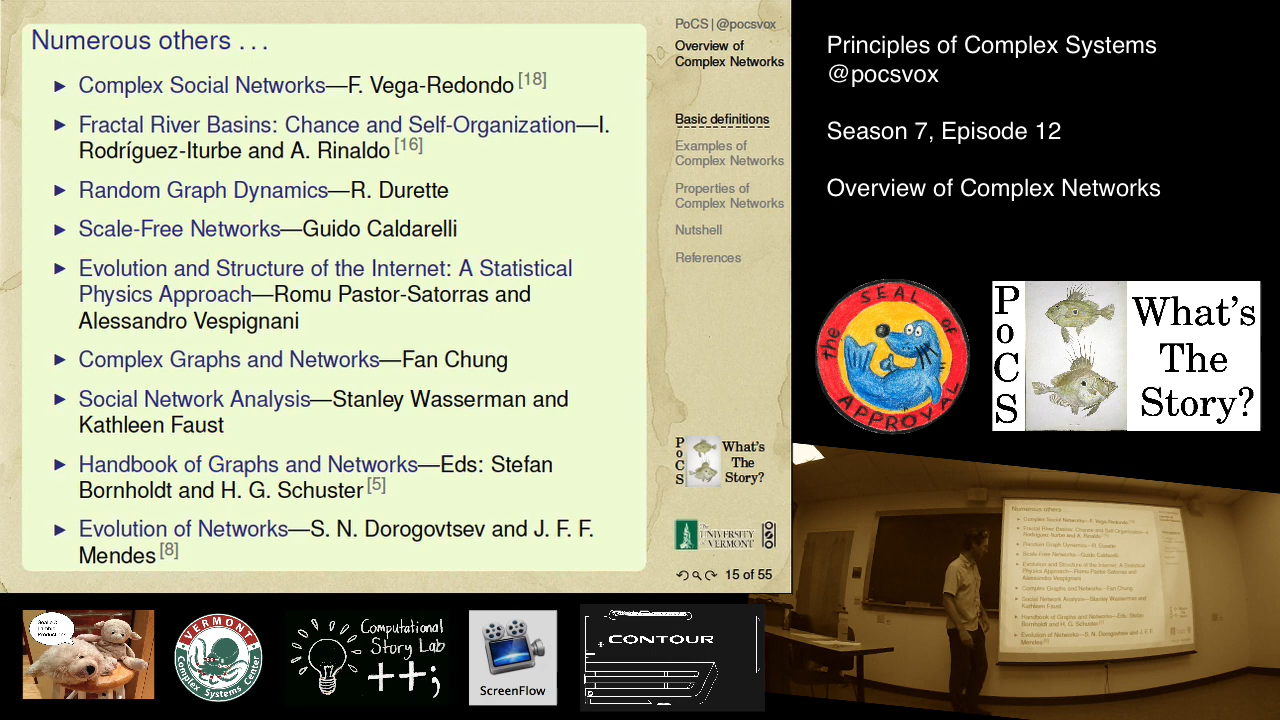 Numerous others . . .
▶ Complex Social Networks—F. Vega-Redondo [18]
▶ Fractal River Basins: Chance and Self-Organization—I.
Rodríguez-Iturbe and A. Rinaldo [16]
▶ Random Graph Dynamics—R. Durette
▶ Scale-Free Networks—Guido Caldarelli
▶ Evolution and Structure of the Internet: A Statistical
Physics Approach—Romu Pastor-Satorras and
Alessandro Vespignani
▶ Complex Graphs and Networks—Fan Chung
▶ Social Network Analysis—Stanley Wasserman and
Kathleen Faust
▶ Handbook of Graphs and Networks—Eds: Stefan
Bornholdt and H. G. Schuster [5]
▶ Evolution of Networks—S. N. Dorogovtsev and J. F. F.
Mendes [8]
PoCS | @pocsvox
Overview of
Complex Networks
Basic definitions
Examples of
Complex Networks
Properties of
Complex Networks
Nutshell
References
PoCS
What's
The
Story?
The
UNIVERSITY
of VERMONT
15 of 55
Principles of Complex Systems
@pocsvox
Season 7, Episode 12
Overview of Complex Networks
the SEAL of
APPROVAL
PoCS
What's
The
Story?
Numerous others . . .
VERMONT
Complex Systems Center
Computational
Story Lab
++;
ScreenFlow
CONTOUR